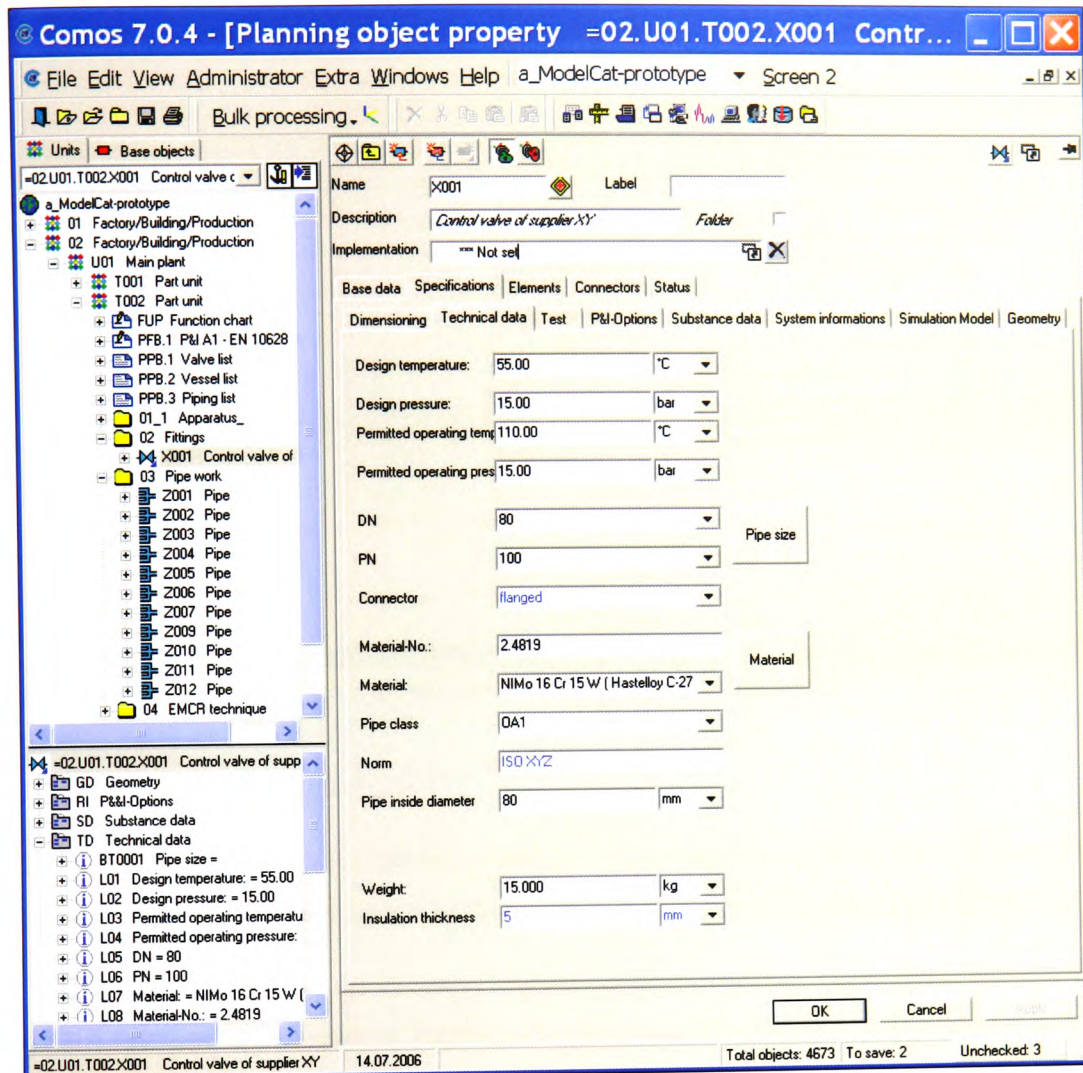 Comos 7.0.4 - [Planning object property =02.U01.T002.X001 Contr...
File Edit View Administrator Extra Windows Help a_ModelCat-prototype Screen 2
Bulk processing
Units Base objects
=02.U01.T002.X001 Control valve c
a_ModelCat-prototype
01 Factory/Building/Production
02 Factory/Building/Production
U01 Main plant
T001 Part unit
T002 Part unit
FUP Function chart
PFB.1 P&I A1 - EN 10628
PPB.1 Valve list
PPB.2 Vessel list
PPB.3 Piping list
01_1 Apparatus_
02 Fittings
X001 Control valve of
03 Pipe work
Z001 Pipe
Z002 Pipe
Z003 Pipe
Z004 Pipe
Z005 Pipe
Z006 Pipe
Z007 Pipe
Z009 Pipe
Z010 Pipe
Z011 Pipe
Z012 Pipe
04 EMCR technique
=02.U01.T002.X001 Control valve of supp
GD Geometry
RI P&&I-Options
SD Substance data
TD Technical data
BT0001 Pipe size =
L01 Design temperature: = 55.00
L02 Design pressure: = 15.00
L03 Permitted operating temperatu
L04 Permitted operating pressure:
L05 DN = 80
L06 PN = 100
L07 Material: = NIMo 16 Cr 15 W (
L08 Material-No.: = 2.4819
Name X001 Label
Description Control valve of supplier XY Folder
Implementation *** Not sel
Base data Specifications Elements Connectors Status
Dimensioning Technical data Test P&I-Options Substance data System informations Simulation Model Geometry
Design temperature: 55.00 °C
Design pressure: 15.00 bar
Permitted operating temp 110.00 °C
Permitted operating pres 15.00 bar
DN 80
Pipe size
PN 100
Connector flanged
Material-No.: 2.4819
Material
Material: NIMo 16 Cr 15 W ( Hastelloy C-27
Pipe class OA1
Norm ISO XYZ
Pipe inside diameter 80 mm
Weight: 15.000 kg
Insulation thickness 5 mm
OK Cancel Apply
=02.U01.T002.X001 Control valve of supplier XY 14.07.2006 Total objects: 4673 To save: 2 Unchecked: 3